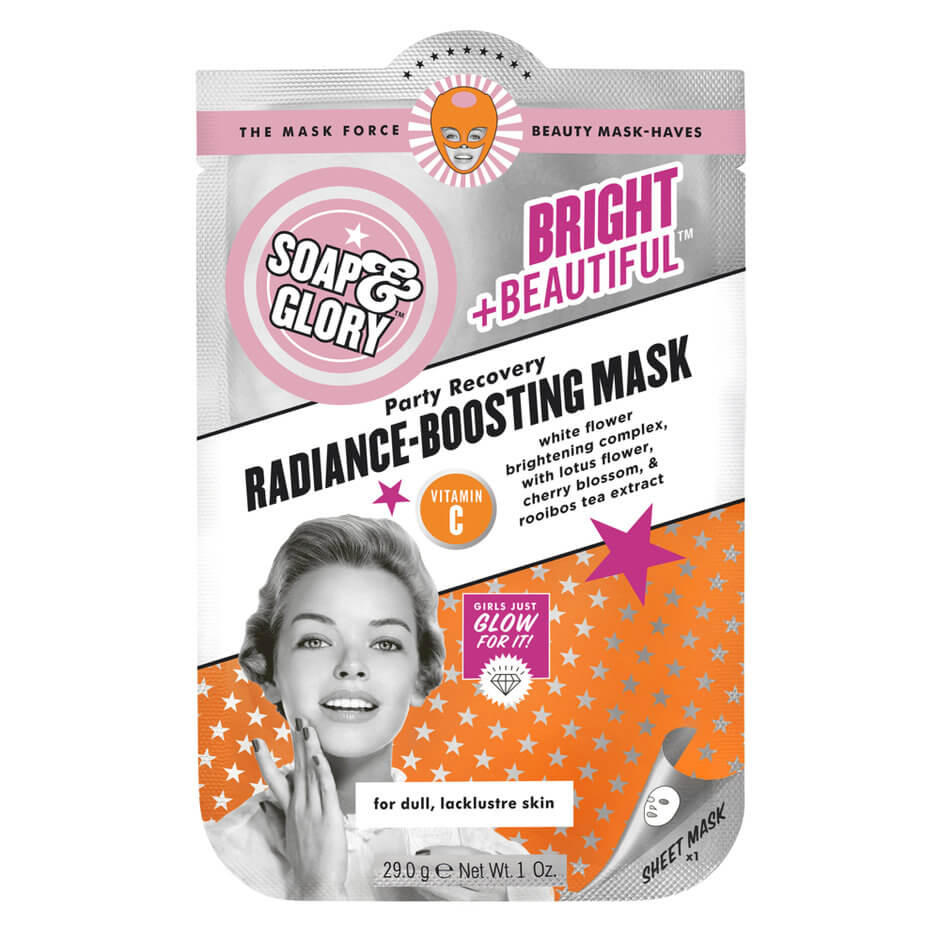 THE MASK FORCE
BEAUTY MASK-HAVES
SOAP&
GLORY™
BRIGHT
+BEAUTIFUL™
Party Recovery
RADIANCE-BOOSTING MASK
white flower
brightening complex,
with lotus flower,
cherry blossom, &
rooibos tea extract
VITAMIN
C
GIRLS JUST
GLOW
FOR IT!
for dull, lacklustre skin
SHEET MASK
x1
29.0 g ℮ Net Wt. 1 Oz.